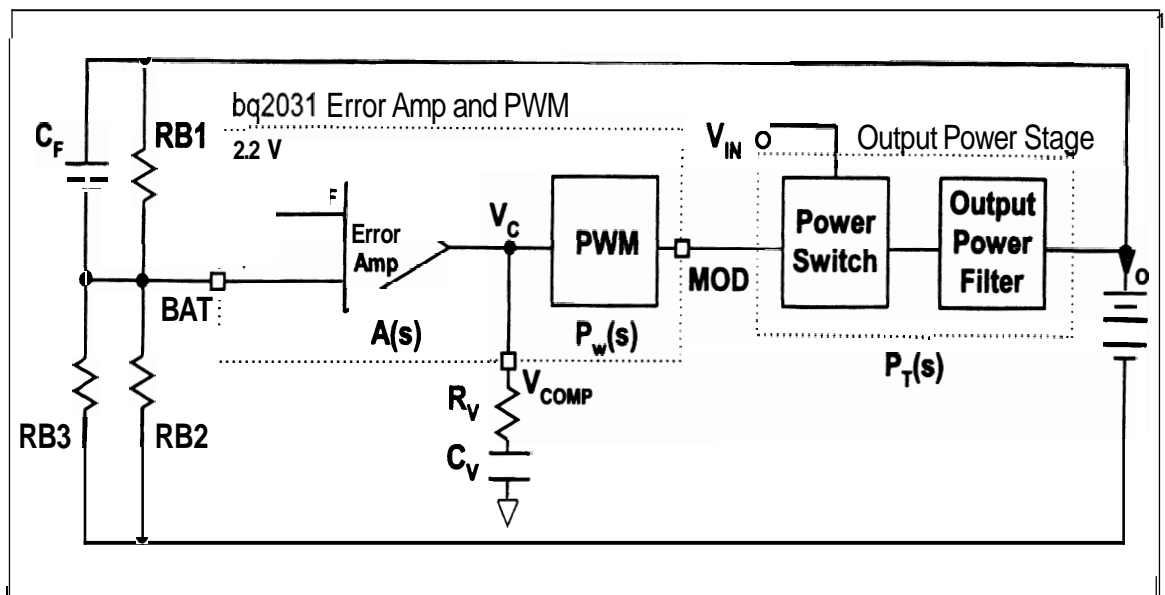 bq2031 Error Amp and PWM
2.2 V
V_IN
Output Power Stage
C_F
RB1
F
Error
Amp
V_C
PWM
Power
Switch
Output
Power
Filter
BAT
MOD
o
A(s)
P_w(s)
P_T(s)
V_COMP
R_V
C_V
RB3
RB2